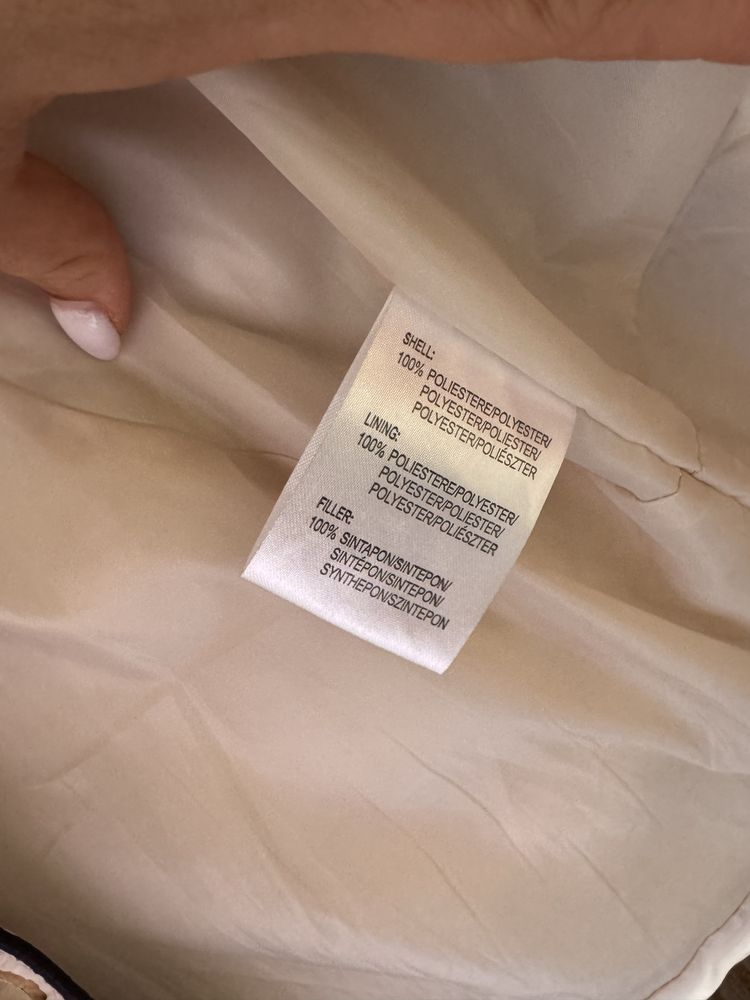 SHELL:
100% POLIESTERE/POLYESTER/
POLYESTER/POLIESTER/
POLYESTER/POLIÉSZTER
LINING:
100% POLIESTERE/POLYESTER/
POLYESTER/POLIESTER/
POLYESTER/POLIÉSZTER
FILLER:
100% SINTAPON/SINTEPON/
SINTÉPON/SINTEPON/
SYNTHEPON/SZINTEPON